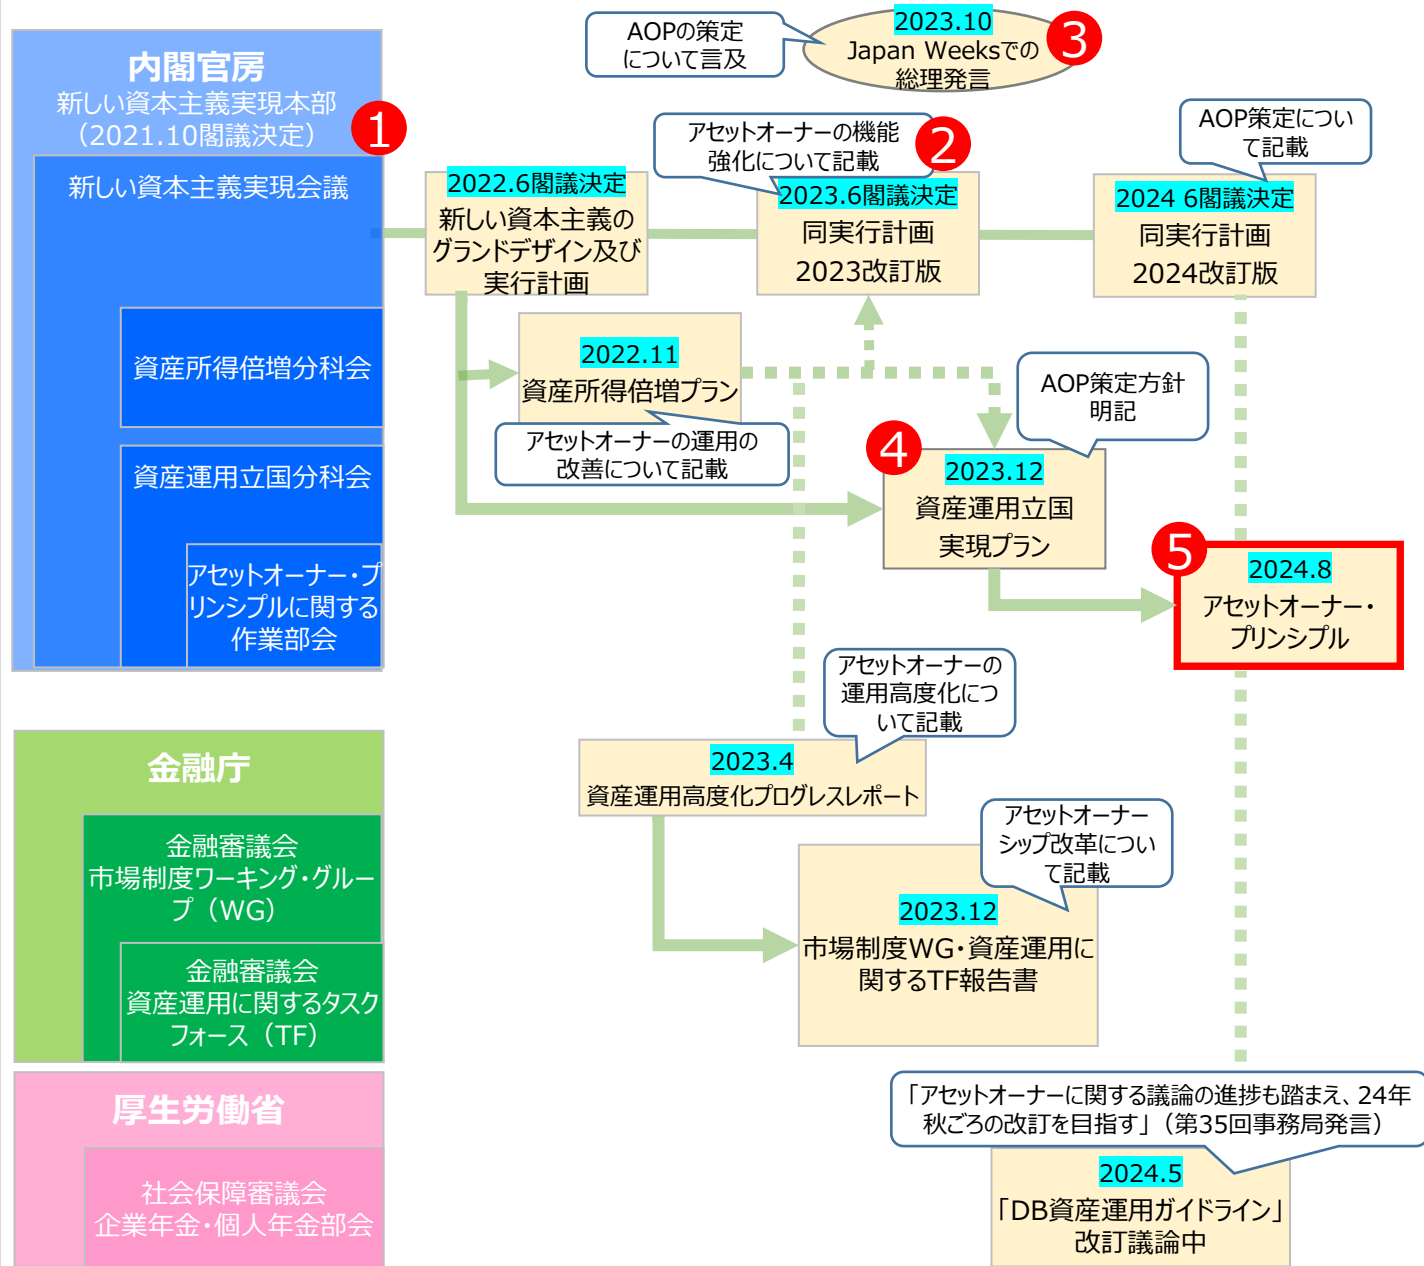 内閣官房
新しい資本主義実現本部
（2021.10閣議決定）
1
新しい資本主義実現会議
資産所得倍増分科会
資産運用立国分科会
アセットオーナー・プ
リンシプルに関する
作業部会
AOPの策定
について言及
2023.10
Japan Weeksでの
総理発言
3
アセットオーナーの機能
強化について記載
2
AOP策定につい
て記載
2022.6閣議決定
新しい資本主義の
グランドデザイン及び
実行計画
2023.6閣議決定
同実行計画
2023改訂版
2024 6閣議決定
同実行計画
2024改訂版
2022.11
資産所得倍増プラン
アセットオーナーの運用の
改善について記載
AOP策定方針
明記
4
2023.12
資産運用立国
実現プラン
5
2024.8
アセットオーナー・
プリンシプル
アセットオーナーの
運用高度化につ
いて記載
金融庁
金融審議会
市場制度ワーキング・グルー
プ（WG）
金融審議会
資産運用に関するタスク
フォース（TF）
2023.4
資産運用高度化プログレスレポート
アセットオーナー
シップ改革につい
て記載
2023.12
市場制度WG・資産運用に
関するTF報告書
厚生労働省
社会保障審議会
企業年金・個人年金部会
「アセットオーナーに関する議論の進捗も踏まえ、24年
秋ごろの改訂を目指す」（第35回事務局発言）
2024.5
「DB資産運用ガイドライン」
改訂議論中